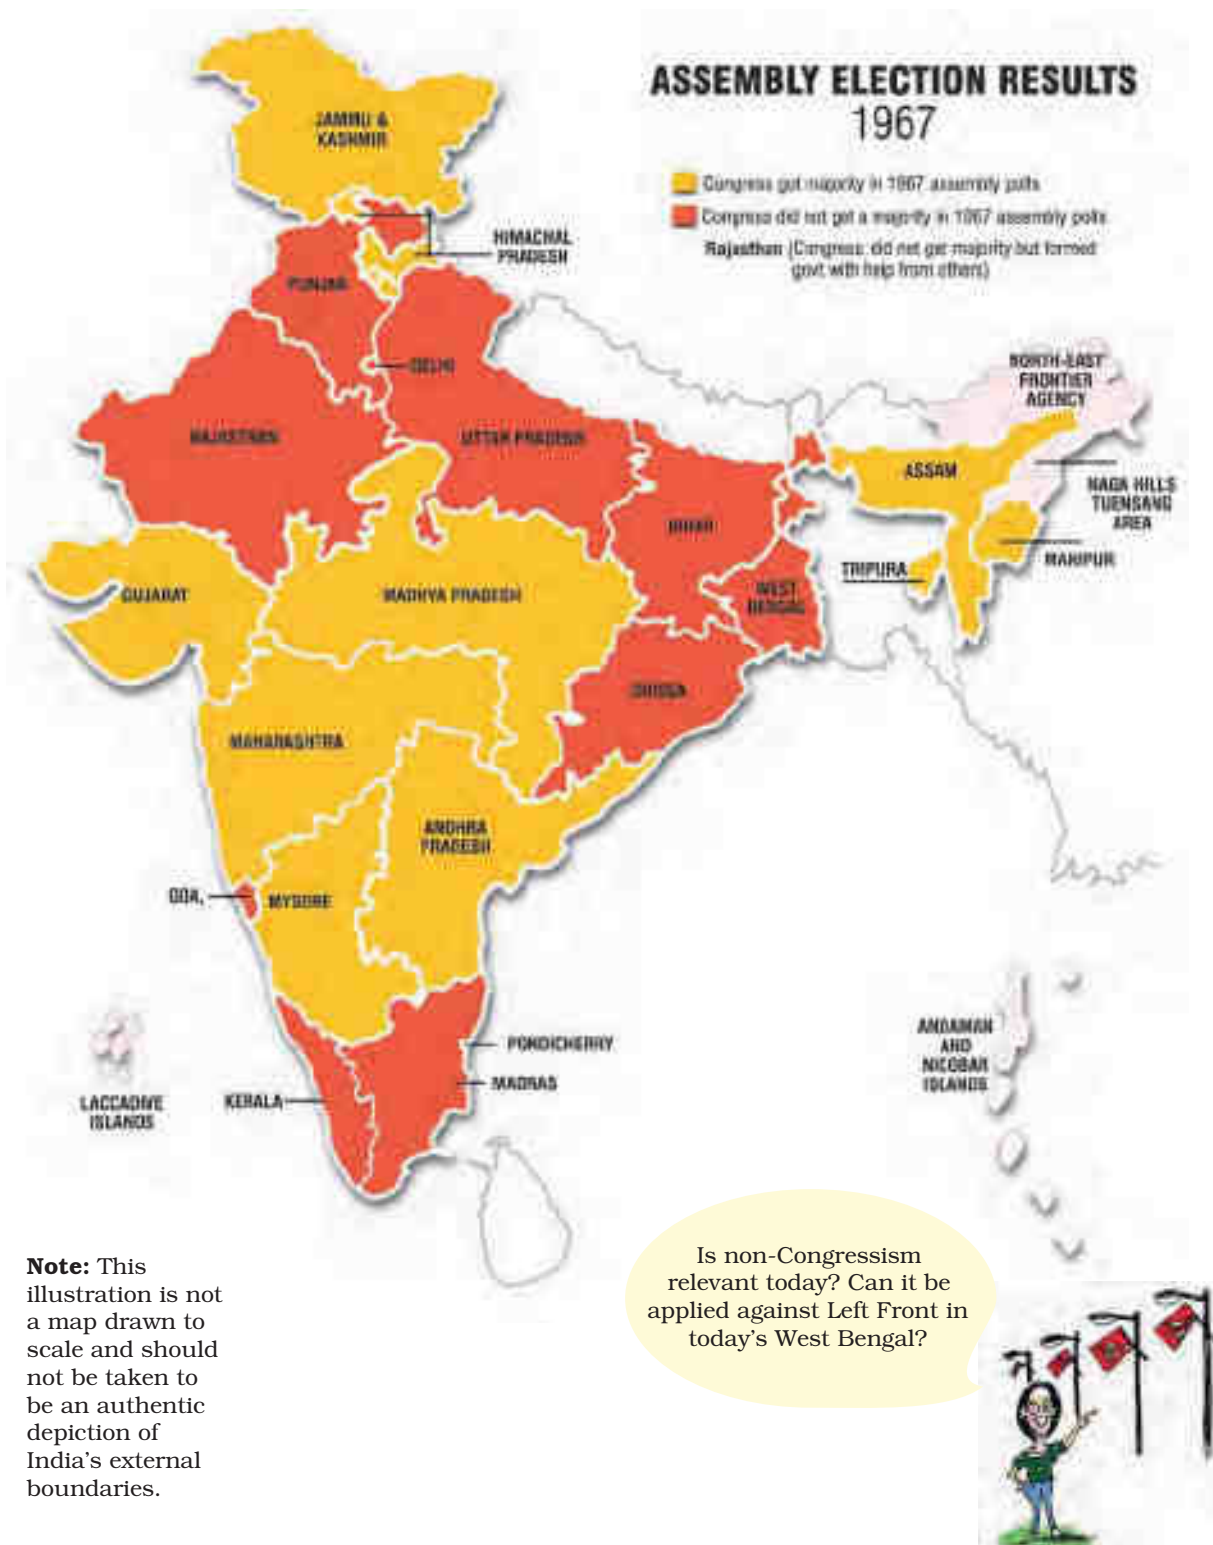 ASSEMBLY ELECTION RESULTS
1967
Congress got majority in 1967 assembly polls
Congress did not get a majority in 1967 assembly polls
Rajasthan (Congress did not get majority but formed
govt with help from others)
JAMMU &
KASHMIR
HIMACHAL
PRADESH
PUNJAB
DELHI
RAJASTHAN
UTTER PRADESH
NORTH-EAST
FRONTIER
AGENCY
ASSAM
NAGA HILLS
TUENSANG
AREA
BIHAR
MANIPUR
TRIPURA
GUJARAT
MADHYA PRADESH
WEST
BENGAL
ORISSA
MAHARASHTRA
ANDHRA
PRADESH
GOA,
MYSORE
ANDAMAN
AND
NICOBAR
ISLANDS
PONDICHERRY
MADRAS
LACCADIVE
ISLANDS
KERALA
Note: This
illustration is not
a map drawn to
scale and should
not be taken to
be an authentic
depiction of
India's external
boundaries.
Is non-Congressism
relevant today? Can it be
applied against Left Front in
today's West Bengal?